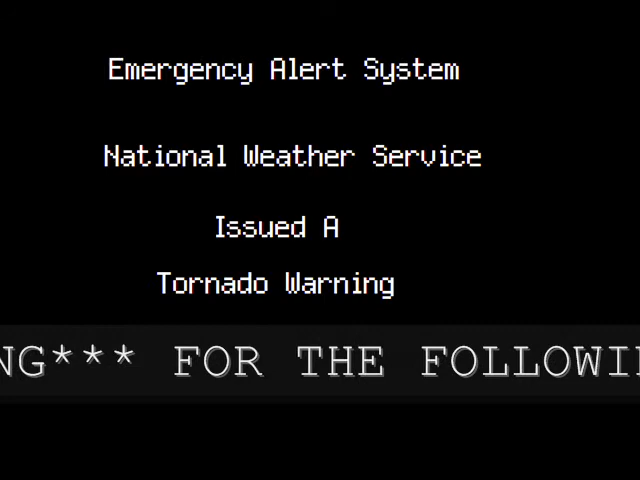 Emergency Alert System
National Weather Service
Issued A
Tornado Warning
NG*** FOR THE FOLLOWI